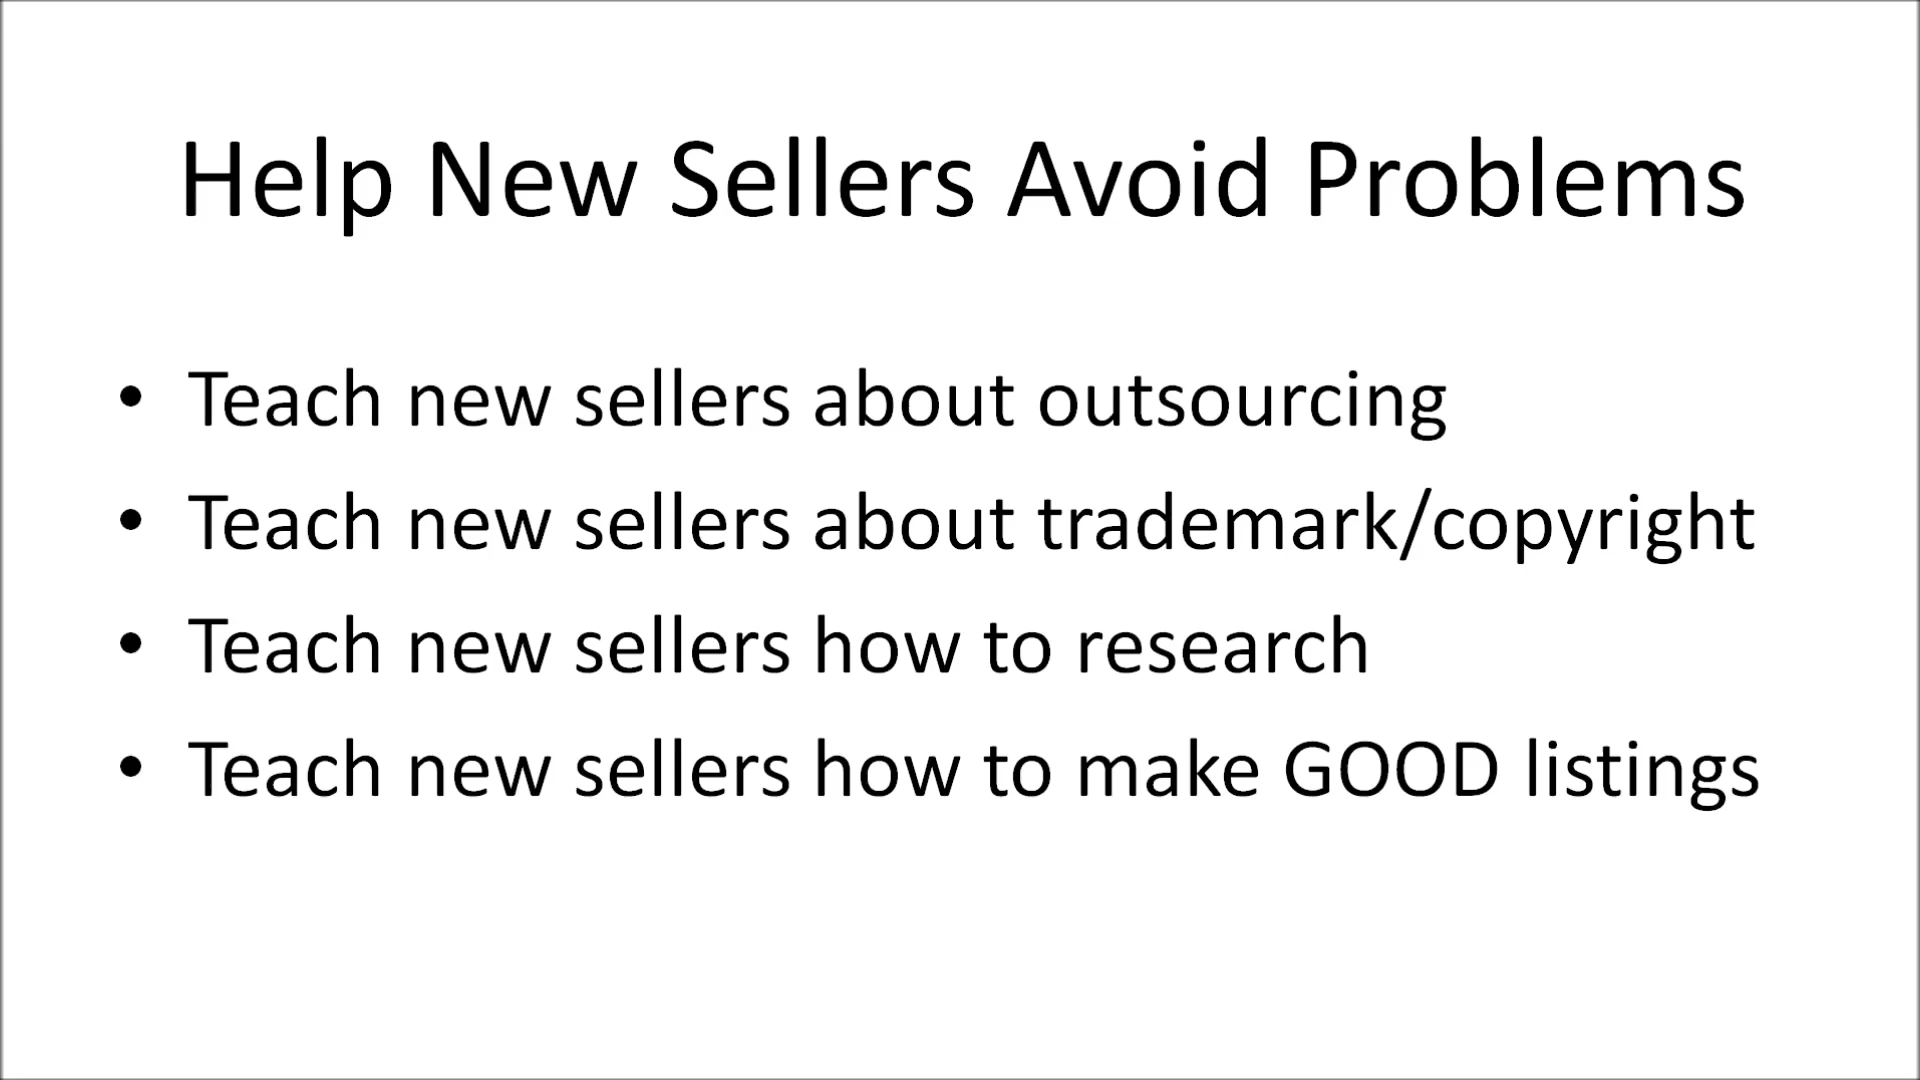 Help New Sellers Avoid Problems
• Teach new sellers about outsourcing
• Teach new sellers about trademark/copyright
• Teach new sellers how to research
• Teach new sellers how to make GOOD listings